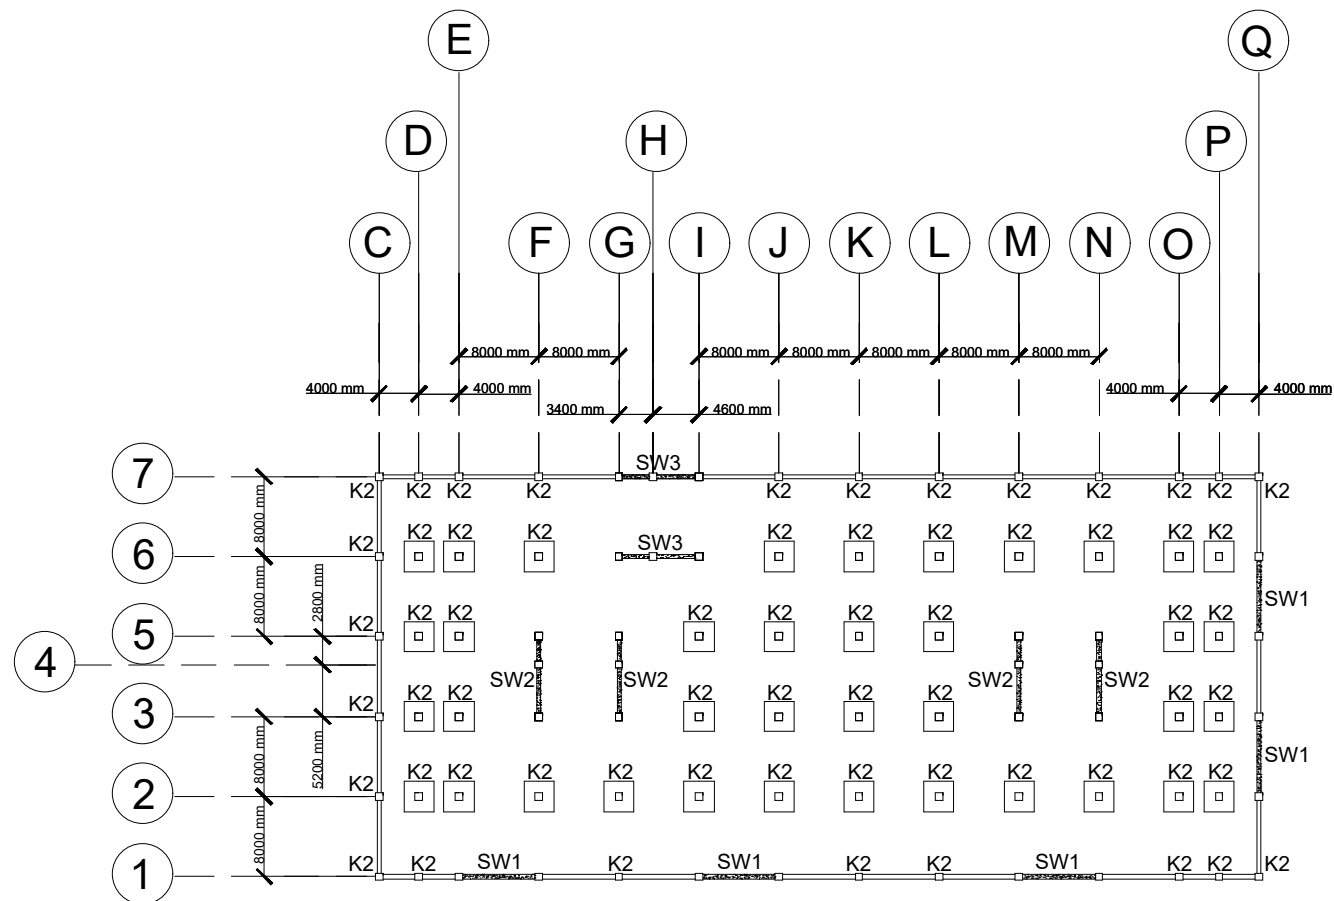 E Q
D H P
C F G I J K L M N O
8000 mm 8000 mm 8000 mm 8000 mm 8000 mm 8000 mm 8000 mm
4000 mm 4000 mm 4000 mm 4000 mm
3400 mm 4600 mm
SW3
7
K2 K2 K2 K2 K2 K2 K2 K2 K2 K2 K2 K2
8000 mm
K2 K2 K2 K2 K2 K2 K2 K2 K2 K2
6
K2
SW3
8000 mm
2800 mm
SW1
K2 K2 K2 K2 K2 K2 K2 K2
5
K2
4
SW2 SW2 SW2 SW2
K2 K2 K2 K2 K2 K2 K2 K2
3
K2
5200 mm
8000 mm
SW1
K2 K2 K2 K2 K2 K2 K2 K2 K2 K2 K2 K2
2
K2
8000 mm
1
K2 K2 SW1 K2 SW1 K2 K2 SW1 K2 K2 K2